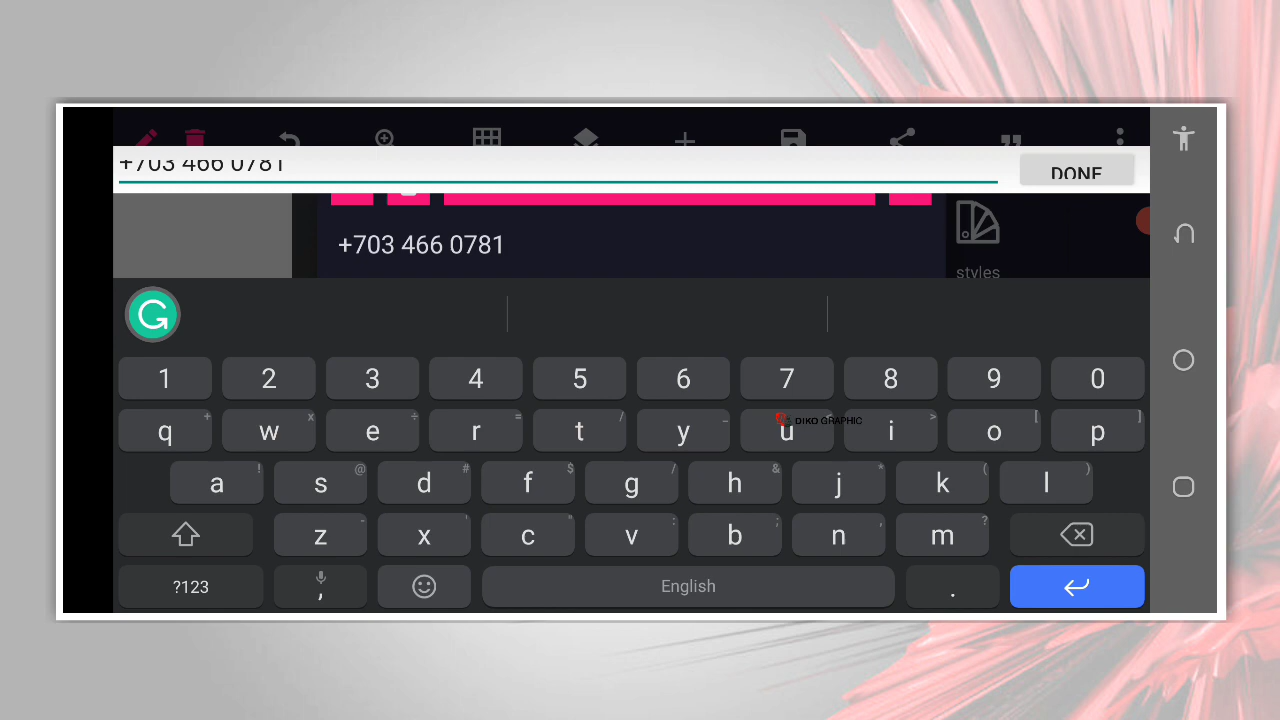 +703 466 0781
DONE
+703 466 0781
styles
1 2 3 4 5 6 7 8 9 0
+ x ÷ = / _ < > [ ]
q w e r t y u i o p
DIKO GRAPHIC
! @ # $ / & * ( )
a s d f g h j k l
- ' " : ; , ?
z x c v b n m
?123 , English .